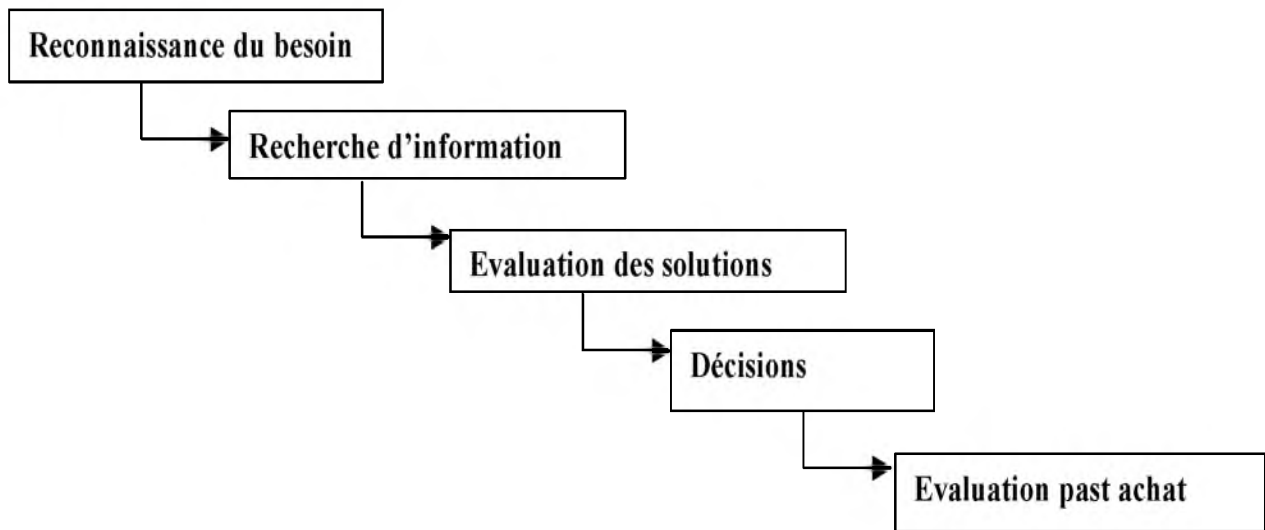 Reconnaissance du besoin
Recherche d’information
Evaluation des solutions
Décisions
Evaluation past achat